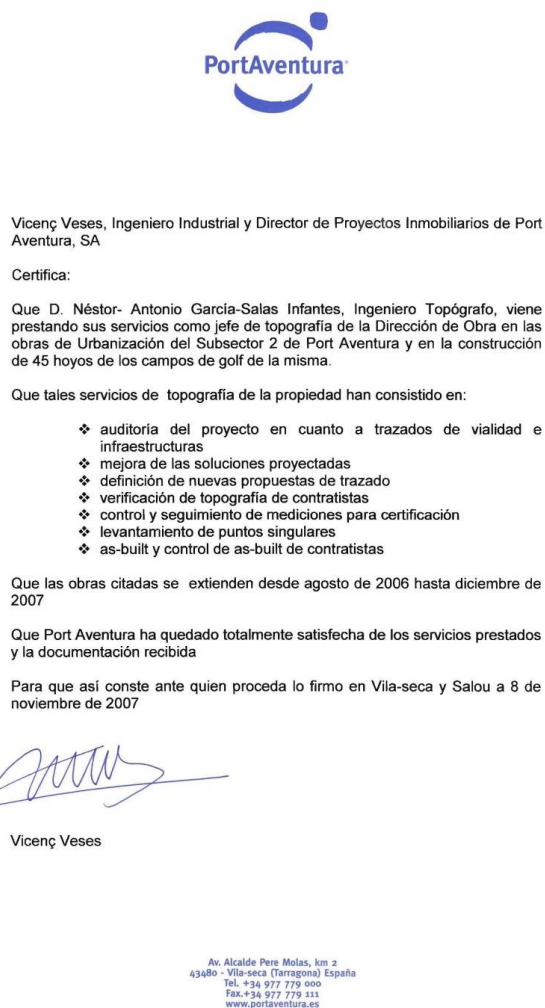 PortAventura
Vicenç Veses, Ingeniero Industrial y Director de Proyectos Inmobiliarios de Port
Aventura, SA
Certifica:
Que D. Néstor- Antonio García-Salas Infantes, Ingeniero Topógrafo, viene
prestando sus servicios como jefe de topografía de la Dirección de Obra en las
obras de Urbanización del Subsector 2 de Port Aventura y en la construcción
de 45 hoyos de los campos de golf de la misma.
Que tales servicios de topografía de la propiedad han consistido en:
❖ auditoría del proyecto en cuanto a trazados de vialidad e
infraestructuras
❖ mejora de las soluciones proyectadas
❖ definición de nuevas propuestas de trazado
❖ verificación de topografía de contratistas
❖ control y seguimiento de mediciones para certificación
❖ levantamiento de puntos singulares
❖ as-built y control de as-built de contratistas
Que las obras citadas se extienden desde agosto de 2006 hasta diciembre de
2007
Que Port Aventura ha quedado totalmente satisfecha de los servicios prestados
y la documentación recibida
Para que así conste ante quien proceda lo firmo en Vila-seca y Salou a 8 de
noviembre de 2007
Vicenç Veses
Av. Alcalde Pere Molas, km 2
43480 - Vila-seca (Tarragona) España
Tel. +34 977 779 000
Fax.+34 977 779 111
www.portaventura.es